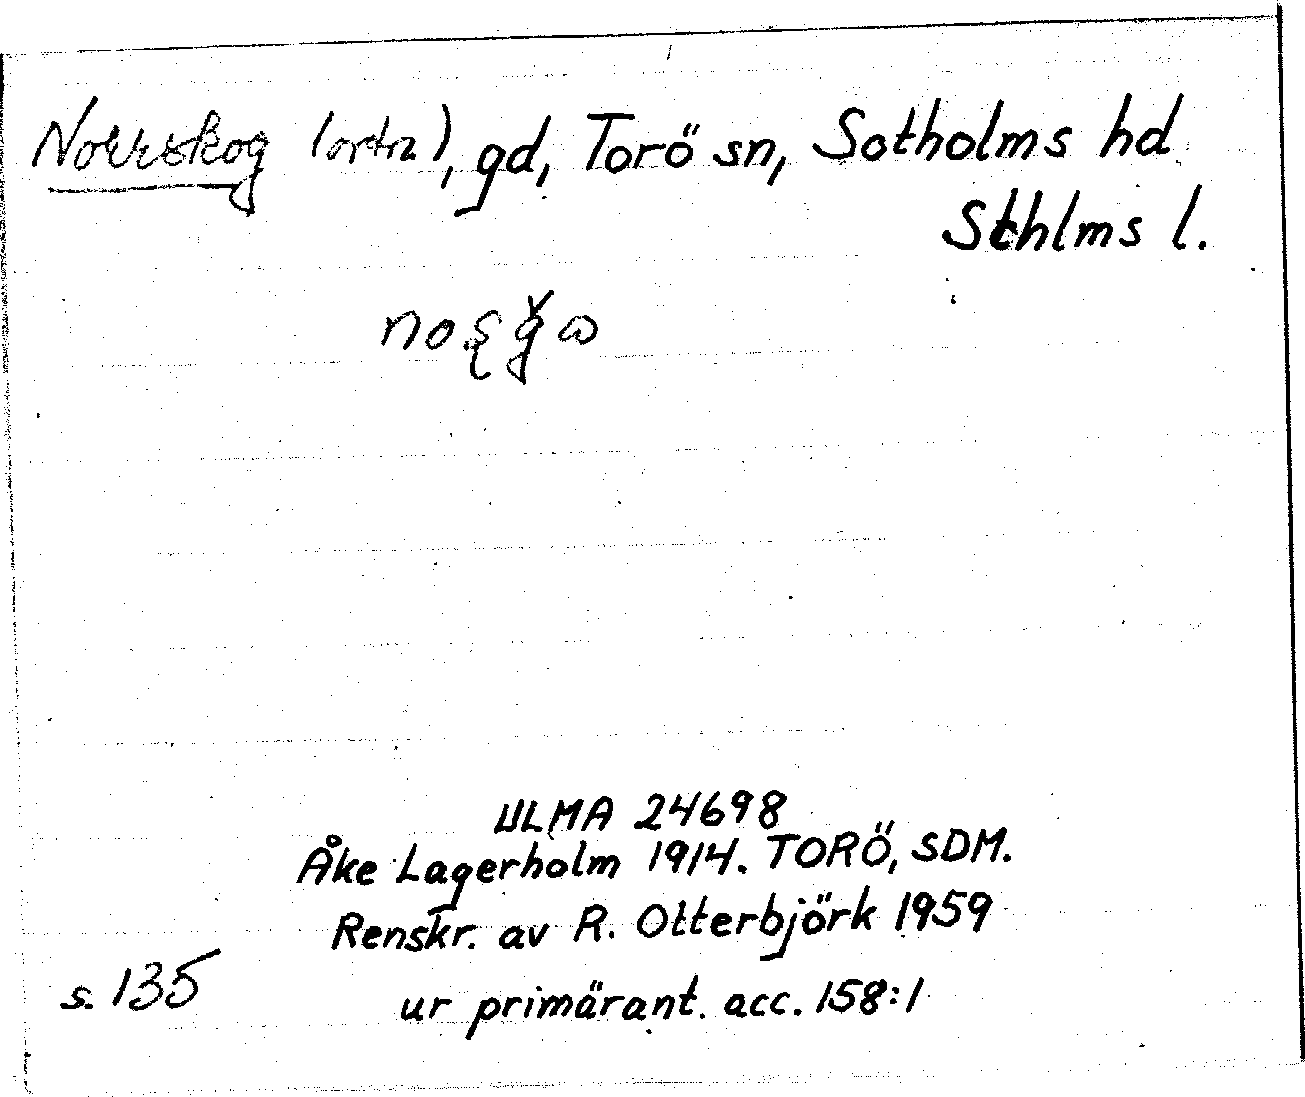 Norrskog (ortn), gd, Torö sn, Sotholms hd
Sthlms l.
ULMA 24698
Åke Lagerholm 1914. TORÖ, SDM.
Renskr. av R. Otterbjörk 1959
s. 135 ur primärant. acc. 158:1